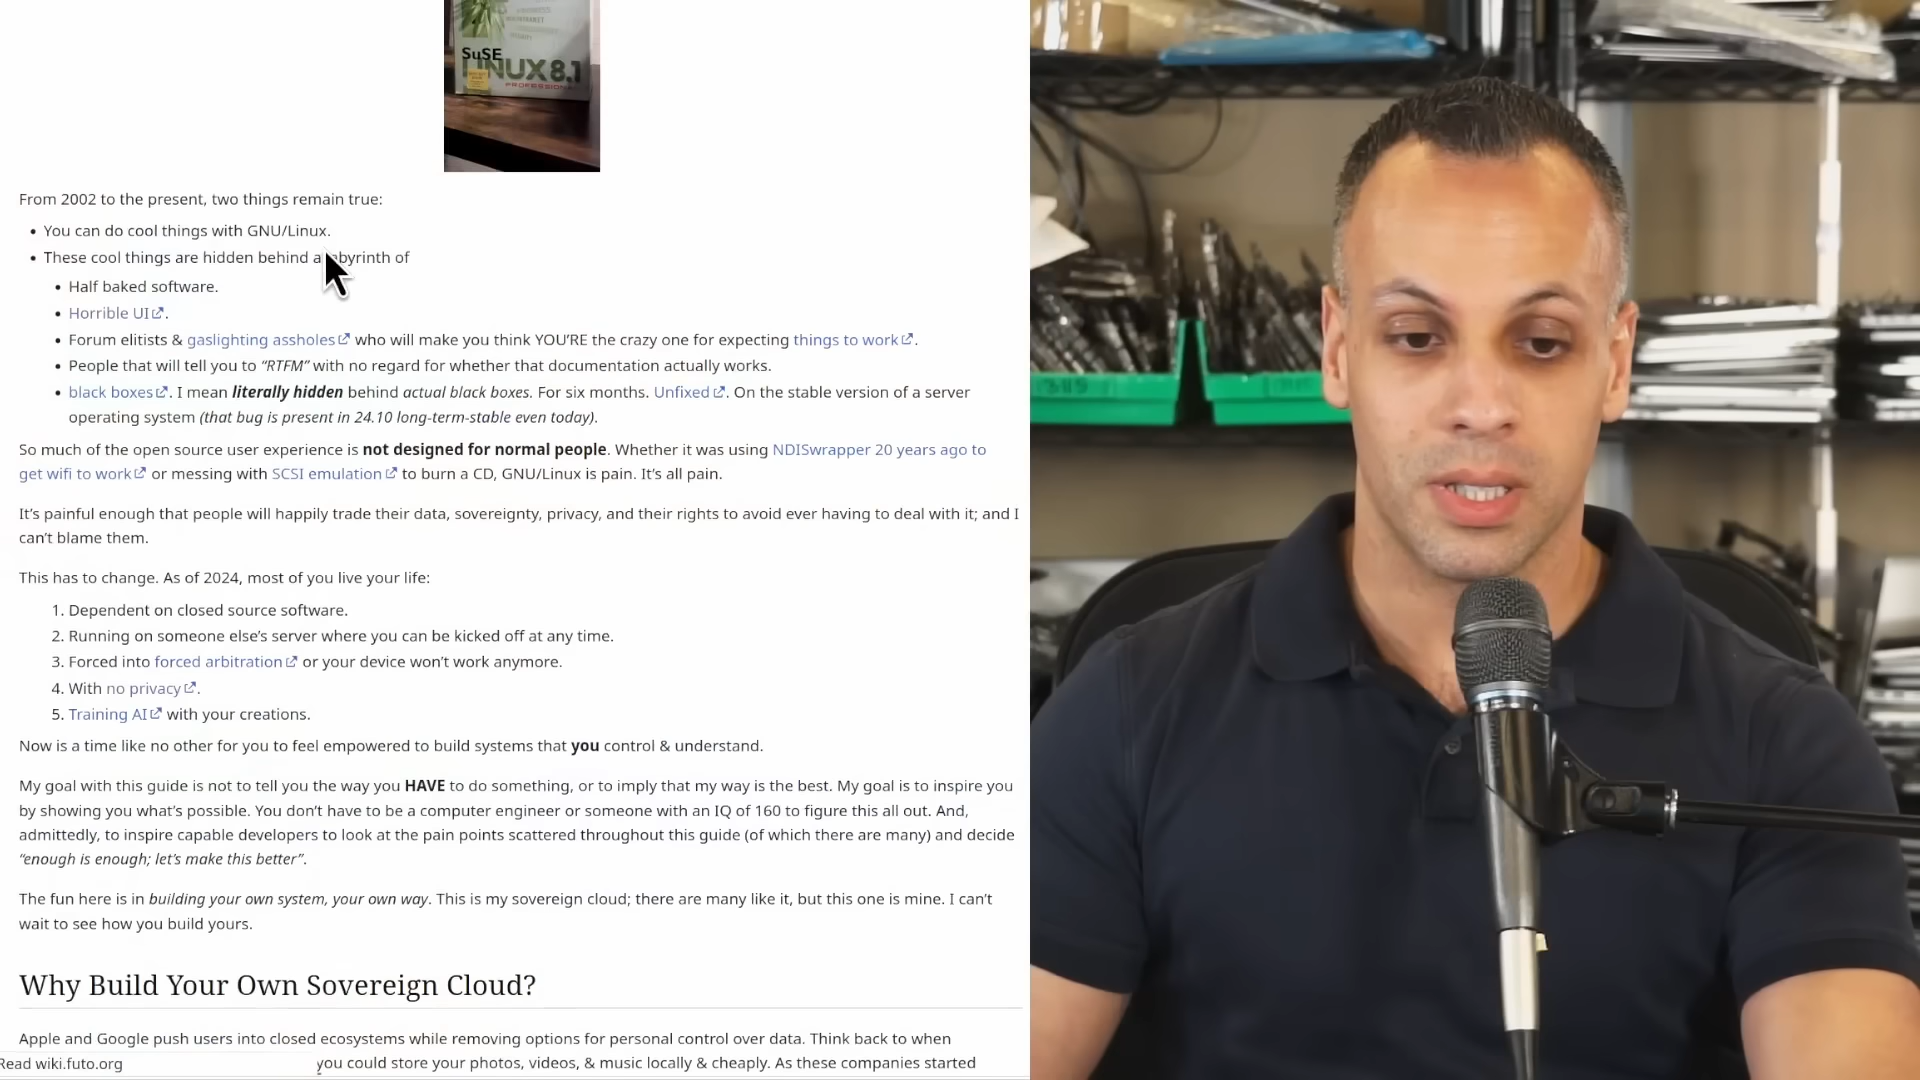 SuSE
LINUX 8.1
PROFESSIONAL
From 2002 to the present, two things remain true:
• You can do cool things with GNU/Linux.
• These cool things are hidden behind a labyrinth of
• Half baked software.
• Horrible UI.
• Forum elitists & gaslighting assholes who will make you think YOU'RE the crazy one for expecting things to work.
• People that will tell you to “RTFM” with no regard for whether that documentation actually works.
• black boxes. I mean literally hidden behind actual black boxes. For six months. Unfixed. On the stable version of a server
operating system (that bug is present in 24.10 long-term-stable even today).
So much of the open source user experience is not designed for normal people. Whether it was using NDISwrapper 20 years ago to
get wifi to work or messing with SCSI emulation to burn a CD, GNU/Linux is pain. It's all pain.
It's painful enough that people will happily trade their data, sovereignty, privacy, and their rights to avoid ever having to deal with it; and I
can't blame them.
This has to change. As of 2024, most of you live your life:
1. Dependent on closed source software.
2. Running on someone else's server where you can be kicked off at any time.
3. Forced into forced arbitration or your device won't work anymore.
4. With no privacy.
5. Training AI with your creations.
Now is a time like no other for you to feel empowered to build systems that you control & understand.
My goal with this guide is not to tell you the way you HAVE to do something, or to imply that my way is the best. My goal is to inspire you
by showing you what's possible. You don't have to be a computer engineer or someone with an IQ of 160 to figure this all out. And,
admittedly, to inspire capable developers to look at the pain points scattered throughout this guide (of which there are many) and decide
“enough is enough; let's make this better”.
The fun here is in building your own system, your own way. This is my sovereign cloud; there are many like it, but this one is mine. I can't
wait to see how you build yours.
Why Build Your Own Sovereign Cloud?
Apple and Google push users into closed ecosystems while removing options for personal control over data. Think back to when
you could store your photos, videos, & music locally & cheaply. As these companies started
Read wiki.futo.org